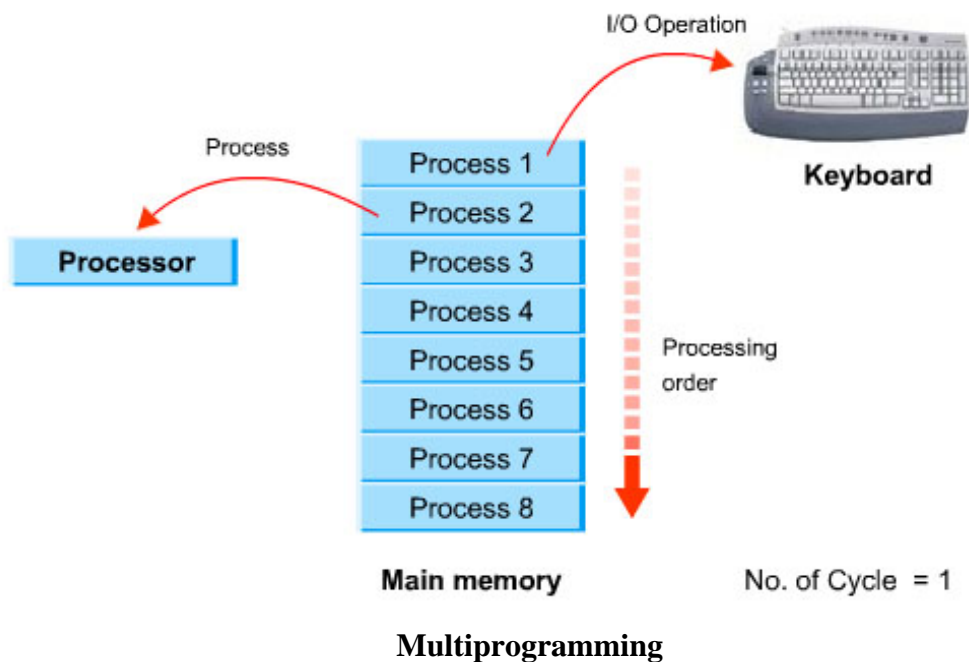 I/O Operation
Process
Process 1
Keyboard
Process 2
Processor
Process 3
Process 4
Processing
order
Process 5
Process 6
Process 7
Process 8
Main memory
No. of Cycle = 1
Multiprogramming